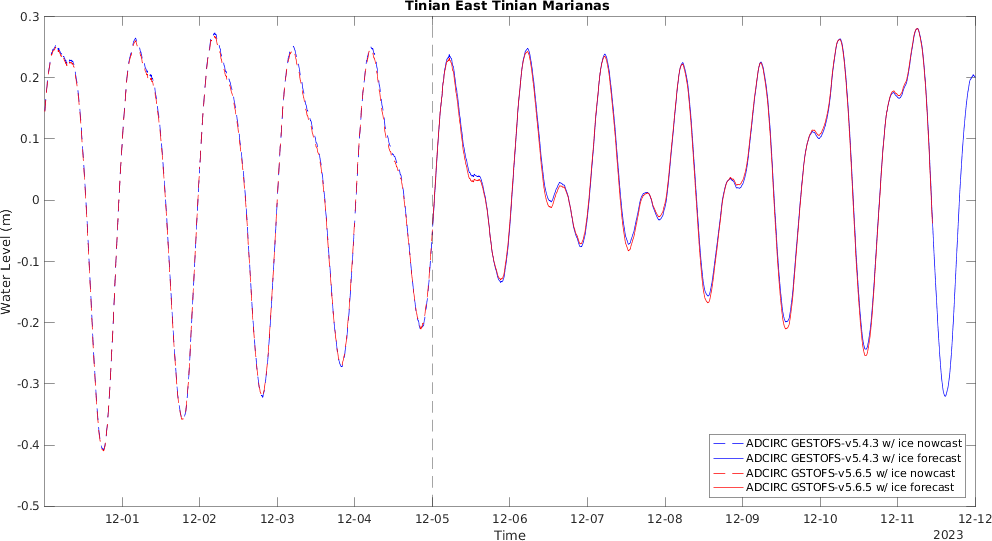 Tinian East Tinian Marianas
0.3
0.2
0.1
0
-0.1
-0.2
-0.3
-0.4
-0.5
Water Level (m)
ADCIRC GESTOFS-v5.4.3 w/ ice nowcast
ADCIRC GESTOFS-v5.4.3 w/ ice forecast
ADCIRC GSTOFS-v5.6.5 w/ ice nowcast
ADCIRC GSTOFS-v5.6.5 w/ ice forecast
12-01 12-02 12-03 12-04 12-05 12-06 12-07 12-08 12-09 12-10 12-11 12-12
Time
2023